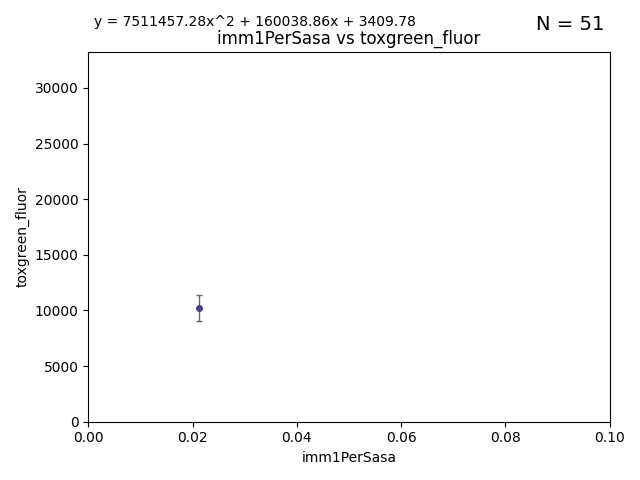 y = 7511457.28x^2 + 160038.86x + 3409.78
N = 51
imm1PerSasa vs toxgreen_fluor
30000
25000
20000
15000
10000
5000
0
toxgreen_fluor
0.00 0.02 0.04 0.06 0.08 0.10
imm1PerSasa